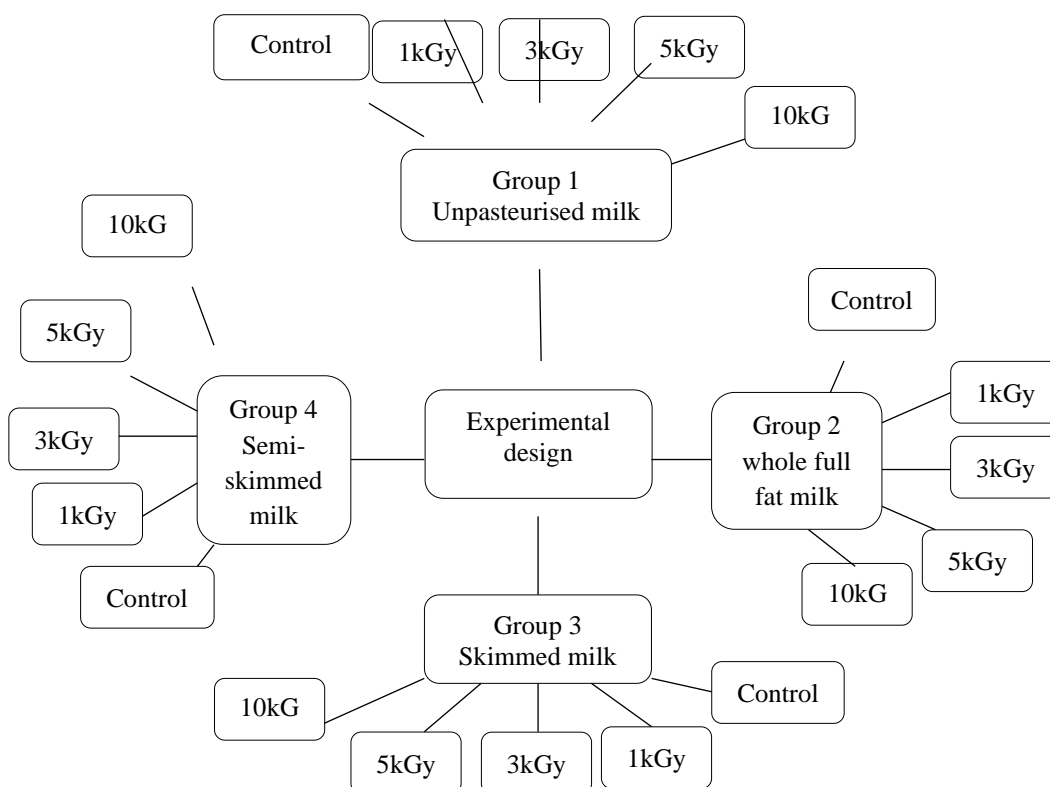 Control
1kGy
3kGy
5kGy
10kG
Group 1
Unpasteurised milk
10kG
5kGy
3kGy
1kGy
Control
Group 4
Semi-
skimmed
milk
Experimental
design
Control
Group 2
whole full
fat milk
1kGy
3kGy
5kGy
10kG
Group 3
Skimmed milk
10kG
5kGy
3kGy
1kGy
Control